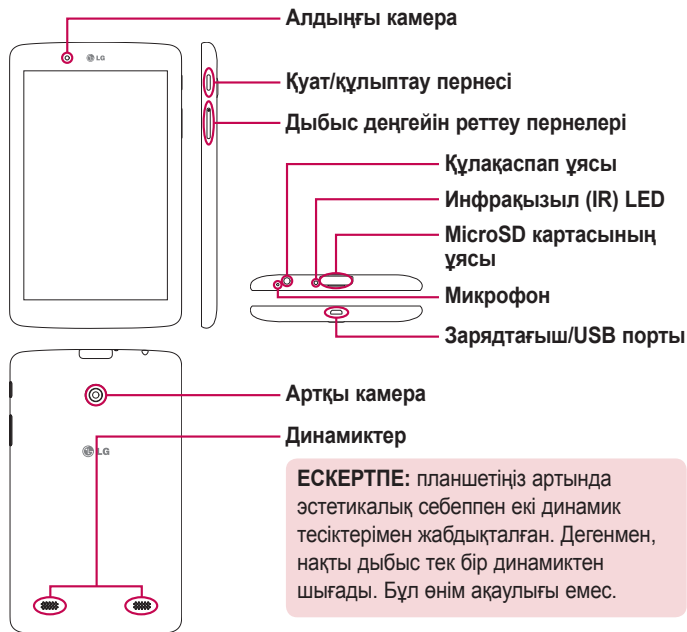 Алдыңғы камера
LG
Қуат/құлыптау пернесі
Дыбыс деңгейін реттеу пернелері
Құлақаспап ұясы
Инфрақызыл (IR) LED
MicroSD картасының
ұясы
Микрофон
Зарядтағыш/USB порты
Артқы камера
Динамиктер
LG
ЕСКЕРТПЕ: планшетіңіз артында
эстетикалық себеппен екі динамик
тесіктерімен жабдықталған. Дегенмен,
нақты дыбыс тек бір динамиктен
шығады. Бұл өнім ақаулығы емес.